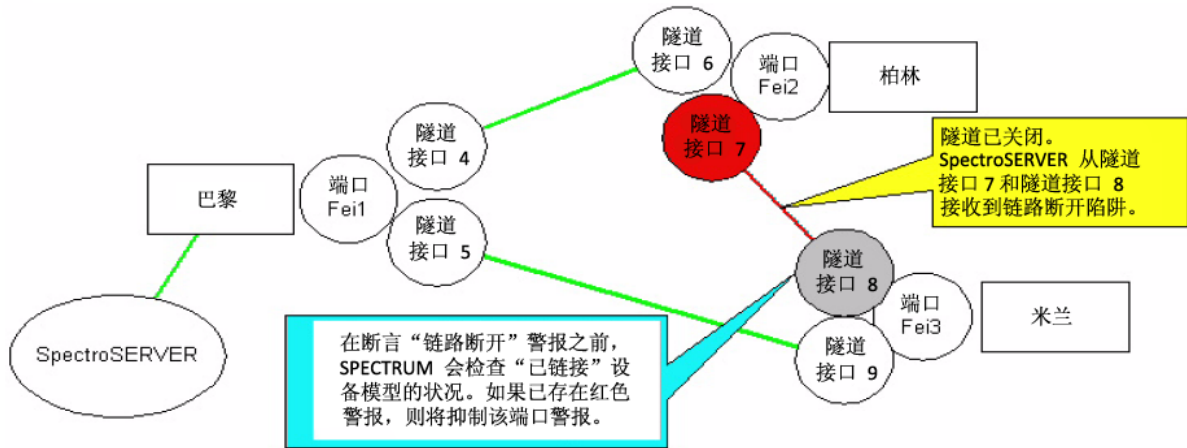 隧道
接口 6
端口
Fei2
柏林
隧道
接口 4
隧道
接口 7
隧道已关闭。
SpectroSERVER 从隧道
接口 7 和隧道接口 8
接收到链路断开陷阱。
巴黎
端口
Fei1
隧道
接口 5
隧道
接口 8
端口
Fei3
米兰
SpectroSERVER
在断言“链路断开”警报之前，
SPECTRUM 会检查“已链接”设
备模型的状况。如果已存在红色
警报，则将抑制该端口警报。
隧道
接口 9